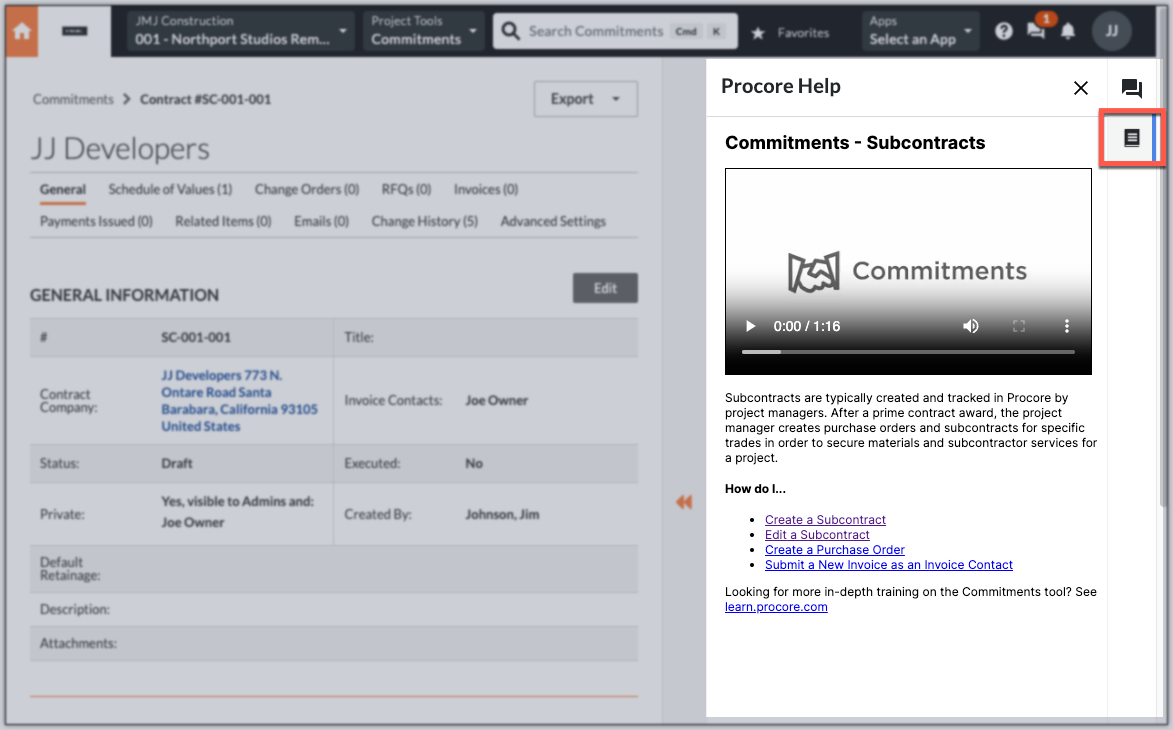 JMJ Construction
001 - Northport Studios Rem...
Project Tools
Commitments
Search Commitments Cmd K
Favorites
Apps
Select an App
1
JJ
Commitments > Contract #SC-001-001
Export
JJ Developers
General Schedule of Values (1) Change Orders (0) RFQs (0) Invoices (0)
Payments Issued (0) Related Items (0) Emails (0) Change History (5) Advanced Settings
GENERAL INFORMATION
Edit
# SC-001-001 Title:
Contract
Company:
JJ Developers 773 N.
Ontare Road Santa
Barabara, California 93105
United States
Invoice Contacts: Joe Owner
Status: Draft Executed: No
Private:
Yes, visible to Admins and:
Joe Owner
Created By: Johnson, Jim
Default
Retainage:
Description:
Attachments:
Procore Help
Commitments - Subcontracts
Commitments
0:00 / 1:16
Subcontracts are typically created and tracked in Procore by
project managers. After a prime contract award, the project
manager creates purchase orders and subcontracts for specific
trades in order to secure materials and subcontractor services for
a project.
How do I...
• Create a Subcontract
• Edit a Subcontract
• Create a Purchase Order
• Submit a New Invoice as an Invoice Contact
Looking for more in-depth training on the Commitments tool? See
learn.procore.com